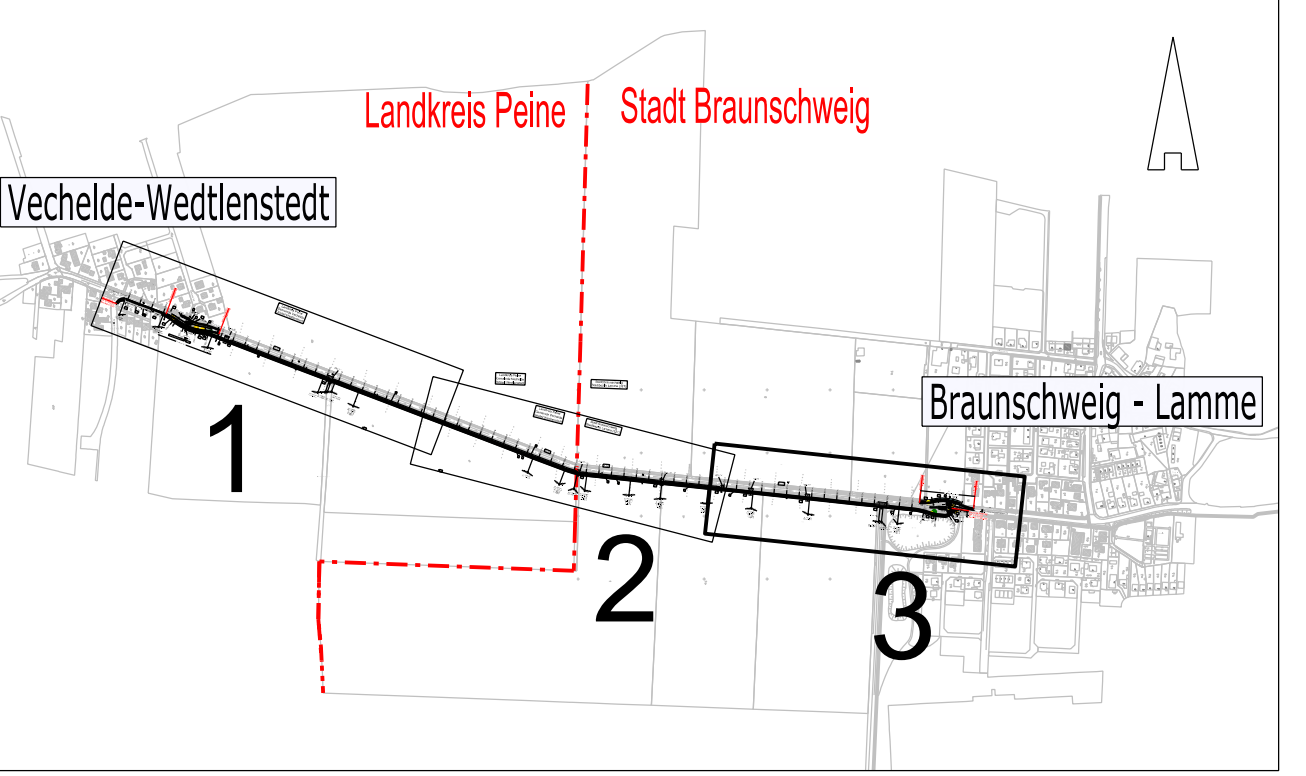 Landkreis Peine
Stadt Braunschweig
Vechelde-Wedtlenstedt
Braunschweig - Lamme
1
2
3